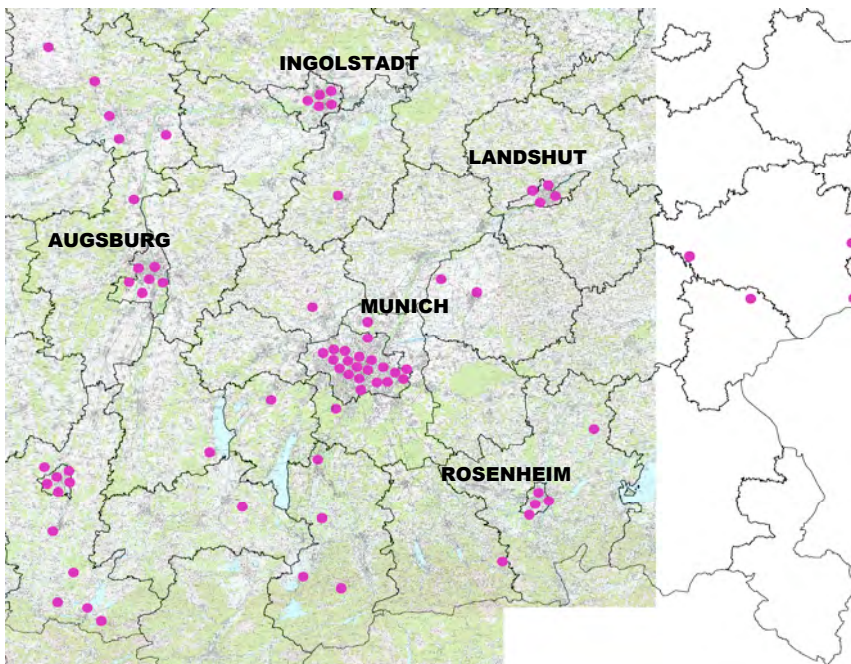 INGOLSTADT
LANDSHUT
AUGSBURG
MUNICH
ROSENHEIM